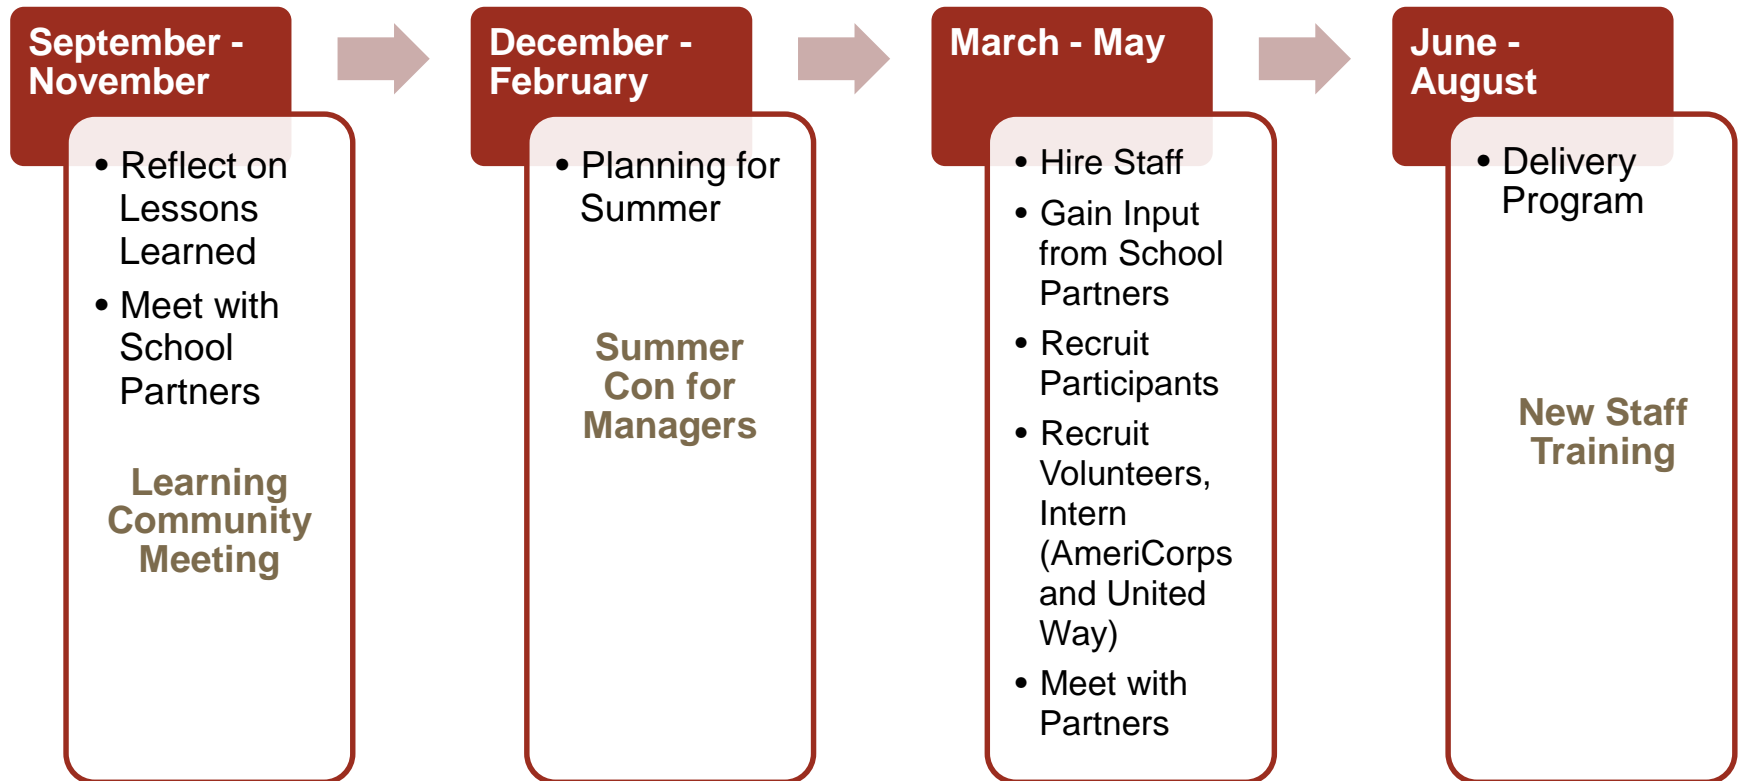 September -
November
• Reflect on
Lessons
Learned
• Meet with
School
Partners
Learning
Community
Meeting
December -
February
• Planning for
Summer
Summer
Con for
Managers
March - May
• Hire Staff
• Gain Input
from School
Partners
• Recruit
Participants
• Recruit
Volunteers,
Intern
(AmeriCorps
and United
Way)
• Meet with
Partners
June -
August
• Delivery
Program
New Staff
Training